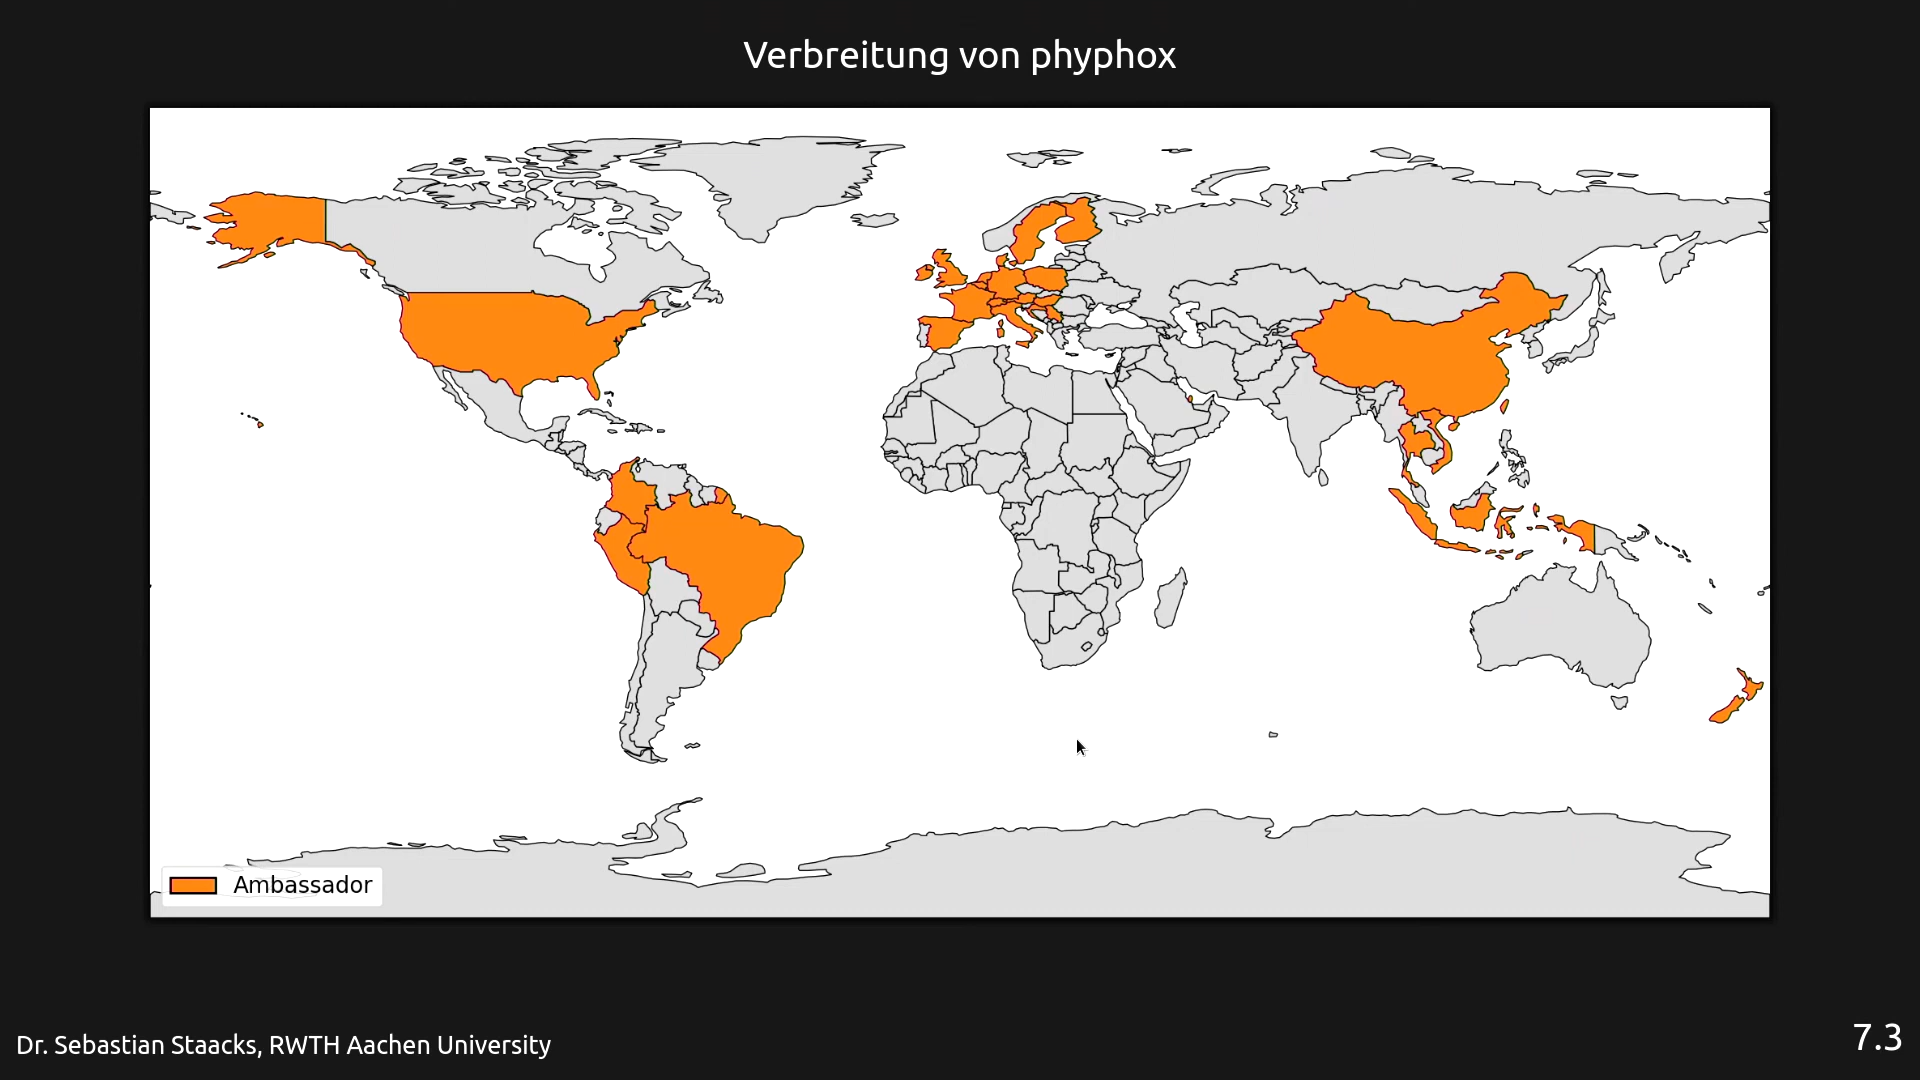 Verbreitung von phyphox
Ambassador
Dr. Sebastian Staacks, RWTH Aachen University
7.3